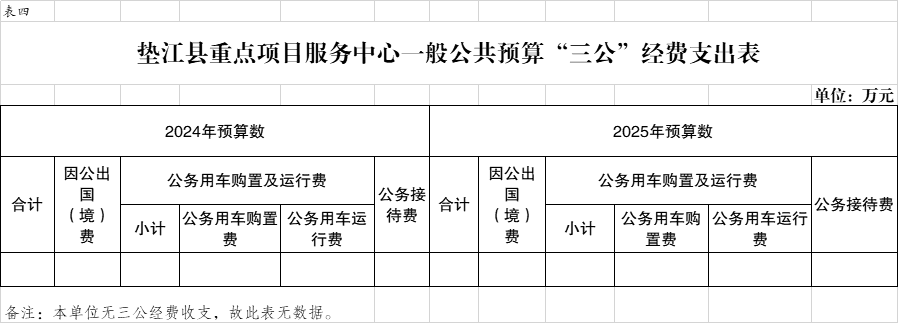 表四
垫江县重点项目服务中心一般公共预算“三公”经费支出表
单位：万元
2024年预算数 2025年预算数
合计 因公出国（境）费 公务用车购置及运行费 公务接待费 合计 因公出国（境）费 公务用车购置及运行费 公务接待费
小计 公务用车购置费 公务用车运行费 小计 公务用车购置费 公务用车运行费
备注：本单位无三公经费收支，故此表无数据。